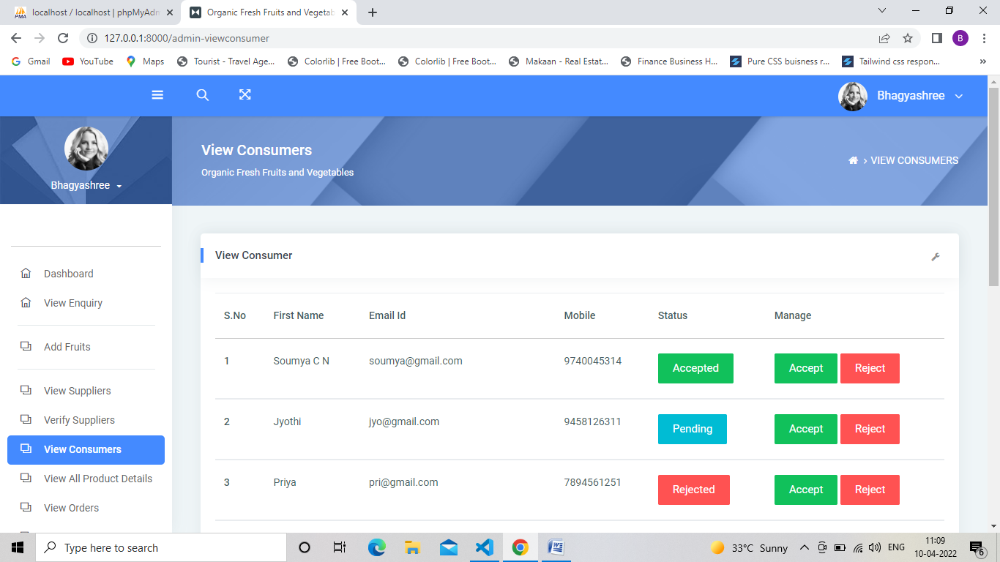 localhost / localhost | phpMyAdm
Organic Fresh Fruits and Vegetab
127.0.0.1:8000/admin-viewconsumer
B
Gmail YouTube Maps Tourist - Travel Age... Colorlib | Free Boot... Colorlib | Free Boot... Makaan - Real Estat... Finance Business H... Pure CSS buisness r... Tailwind css respon... »
Bhagyashree
Bhagyashree
View Consumers
Organic Fresh Fruits and Vegetables
> VIEW CONSUMERS
Dashboard
View Enquiry
Add Fruits
View Suppliers
Verify Suppliers
View Consumers
View All Product Details
View Orders
View Consumer
S.No First Name Email Id Mobile Status Manage
1 Soumya C N soumya@gmail.com 9740045314 Accepted Accept Reject
2 Jyothi jyo@gmail.com 9458126311 Pending Accept Reject
3 Priya pri@gmail.com 7894561251 Rejected Accept Reject
Type here to search
33°C Sunny
ENG
11:09
10-04-2022
6